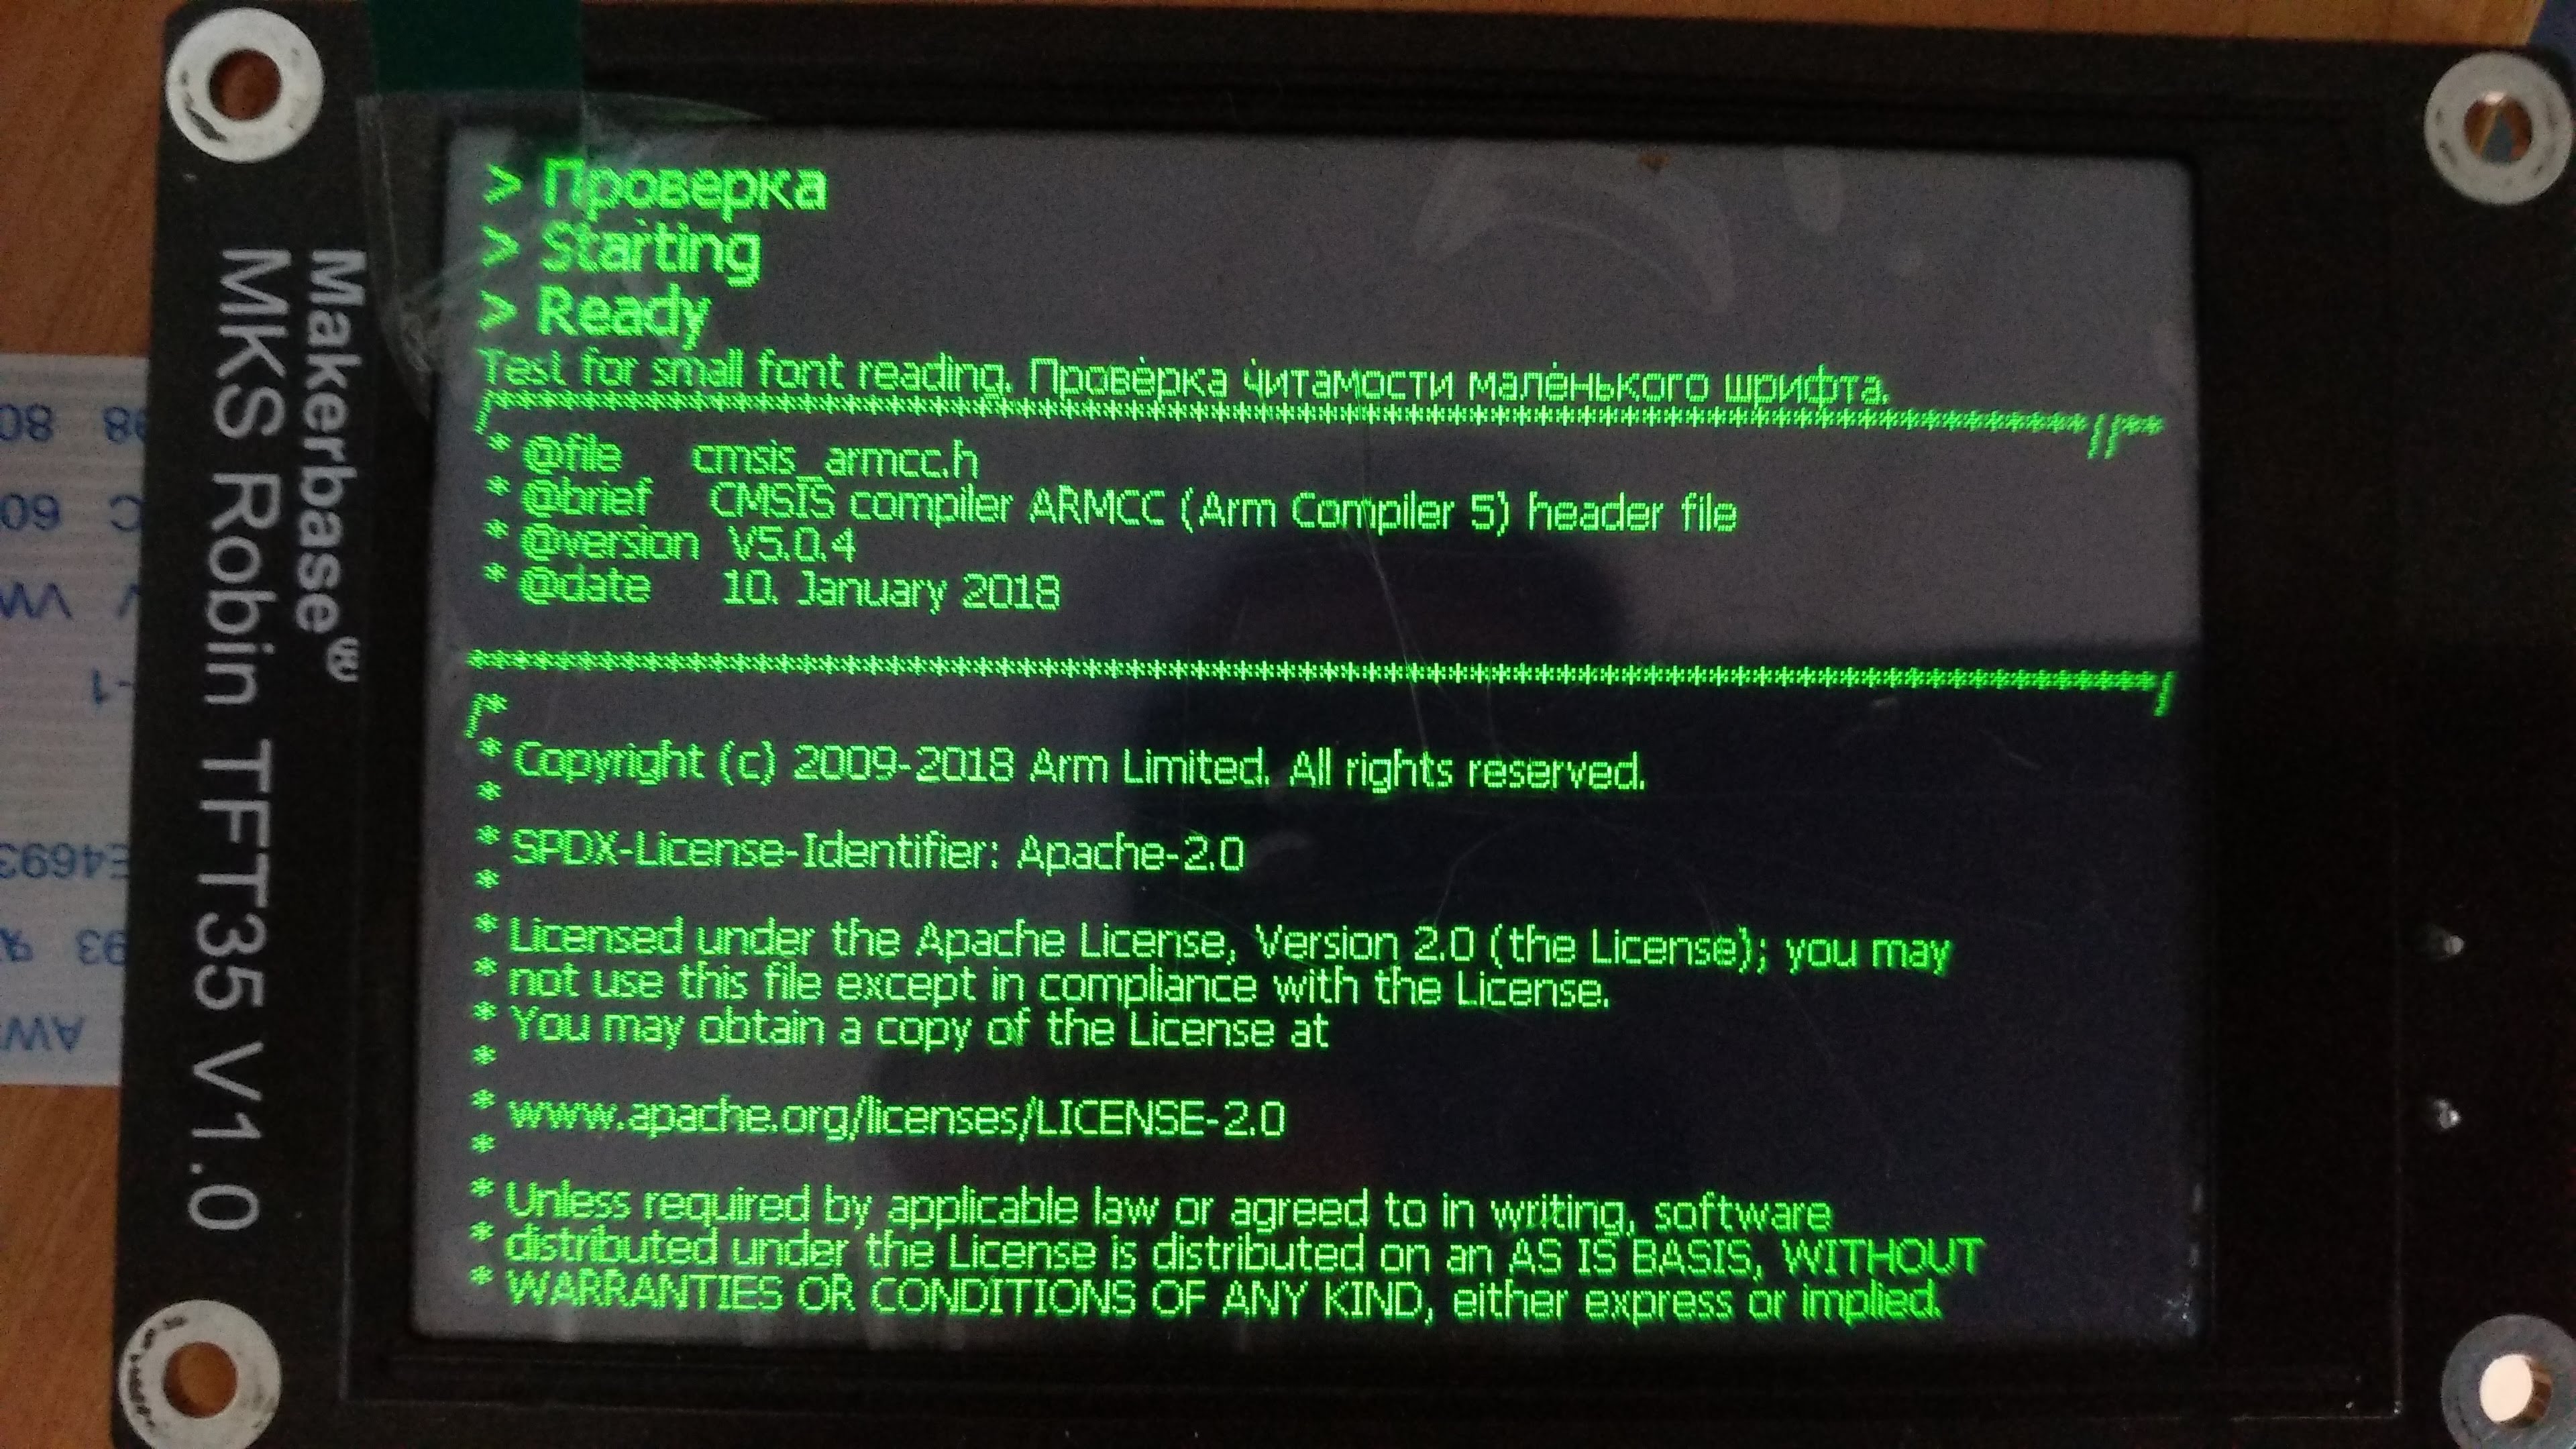 > Проверка
> Starting
> Ready
Test for small font reading. Проверка читамости маленького шрифта.
/*******************************************************************************//**
* @file cmsis_armcc.h
* @brief CMSIS compiler ARMCC (Arm Compiler 5) header file
* @version V5.0.4
* @date 10. January 2018
******************************************************************************/
/*
* Copyright (c) 2009-2018 Arm Limited. All rights reserved.
*
* SPDX-License-Identifier: Apache-2.0
*
* Licensed under the Apache License, Version 2.0 (the License); you may
* not use this file except in compliance with the License.
* You may obtain a copy of the License at
*
* www.apache.org/licenses/LICENSE-2.0
*
* Unless required by applicable law or agreed to in writing, software
* distributed under the License is distributed on an AS IS BASIS, WITHOUT
* WARRANTIES OR CONDITIONS OF ANY KIND, either express or implied.
Makerbase
MKS Robin TFT35 V1.0